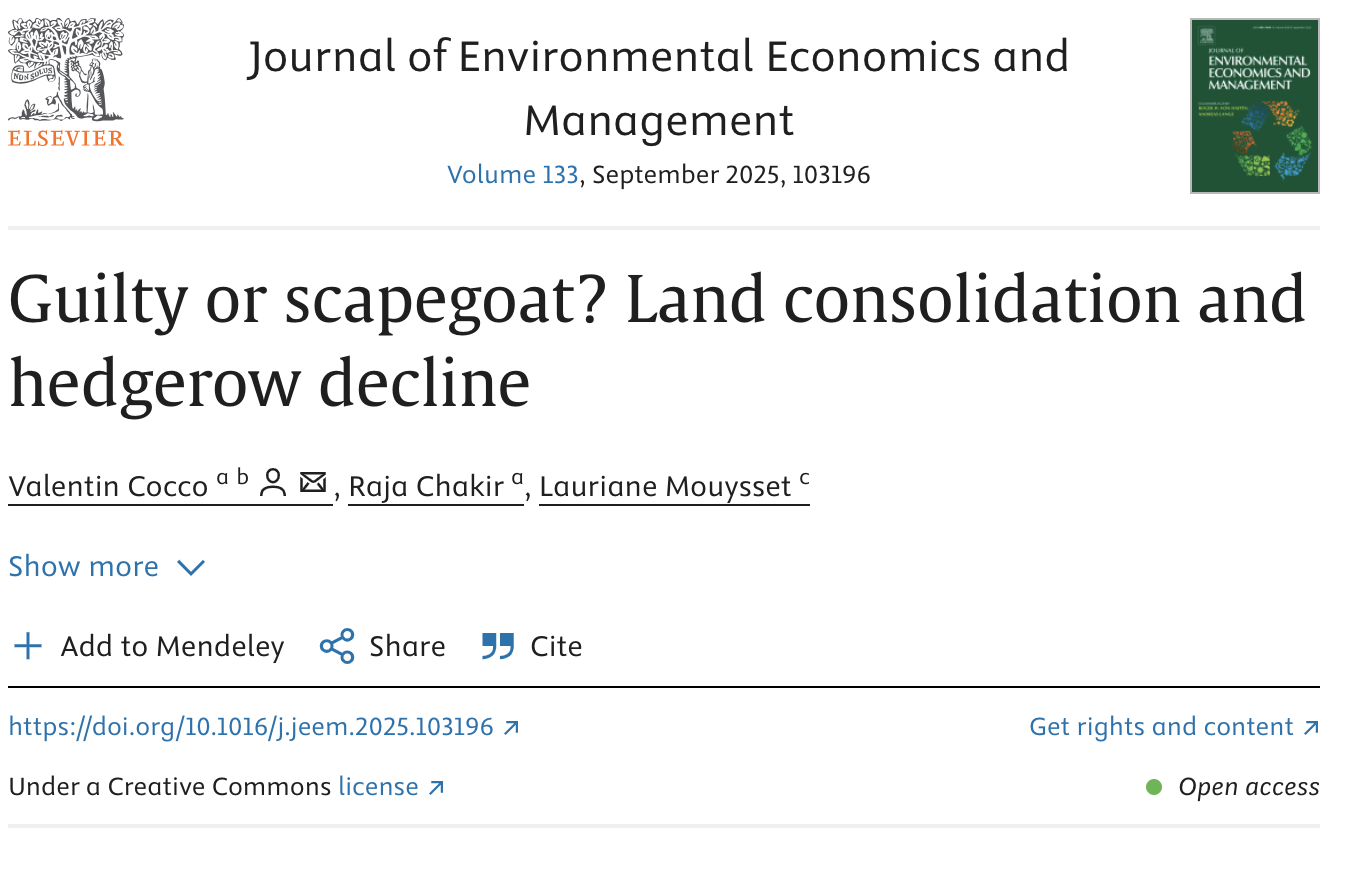 NON SOLUS
ELSEVIER
Journal of Environmental Economics and
Management
Volume 133, September 2025, 103196
JOURNAL OF
ENVIRONMENTAL
ECONOMICS AND
MANAGEMENT
Guilty or scapegoat? Land consolidation and
hedgerow decline
Valentin Cocco a b, Raja Chakir a, Lauriane Mouysset c
Show more
Add to Mendeley Share Cite
https://doi.org/10.1016/j.jeem.2025.103196 Get rights and content
Under a Creative Commons license Open access